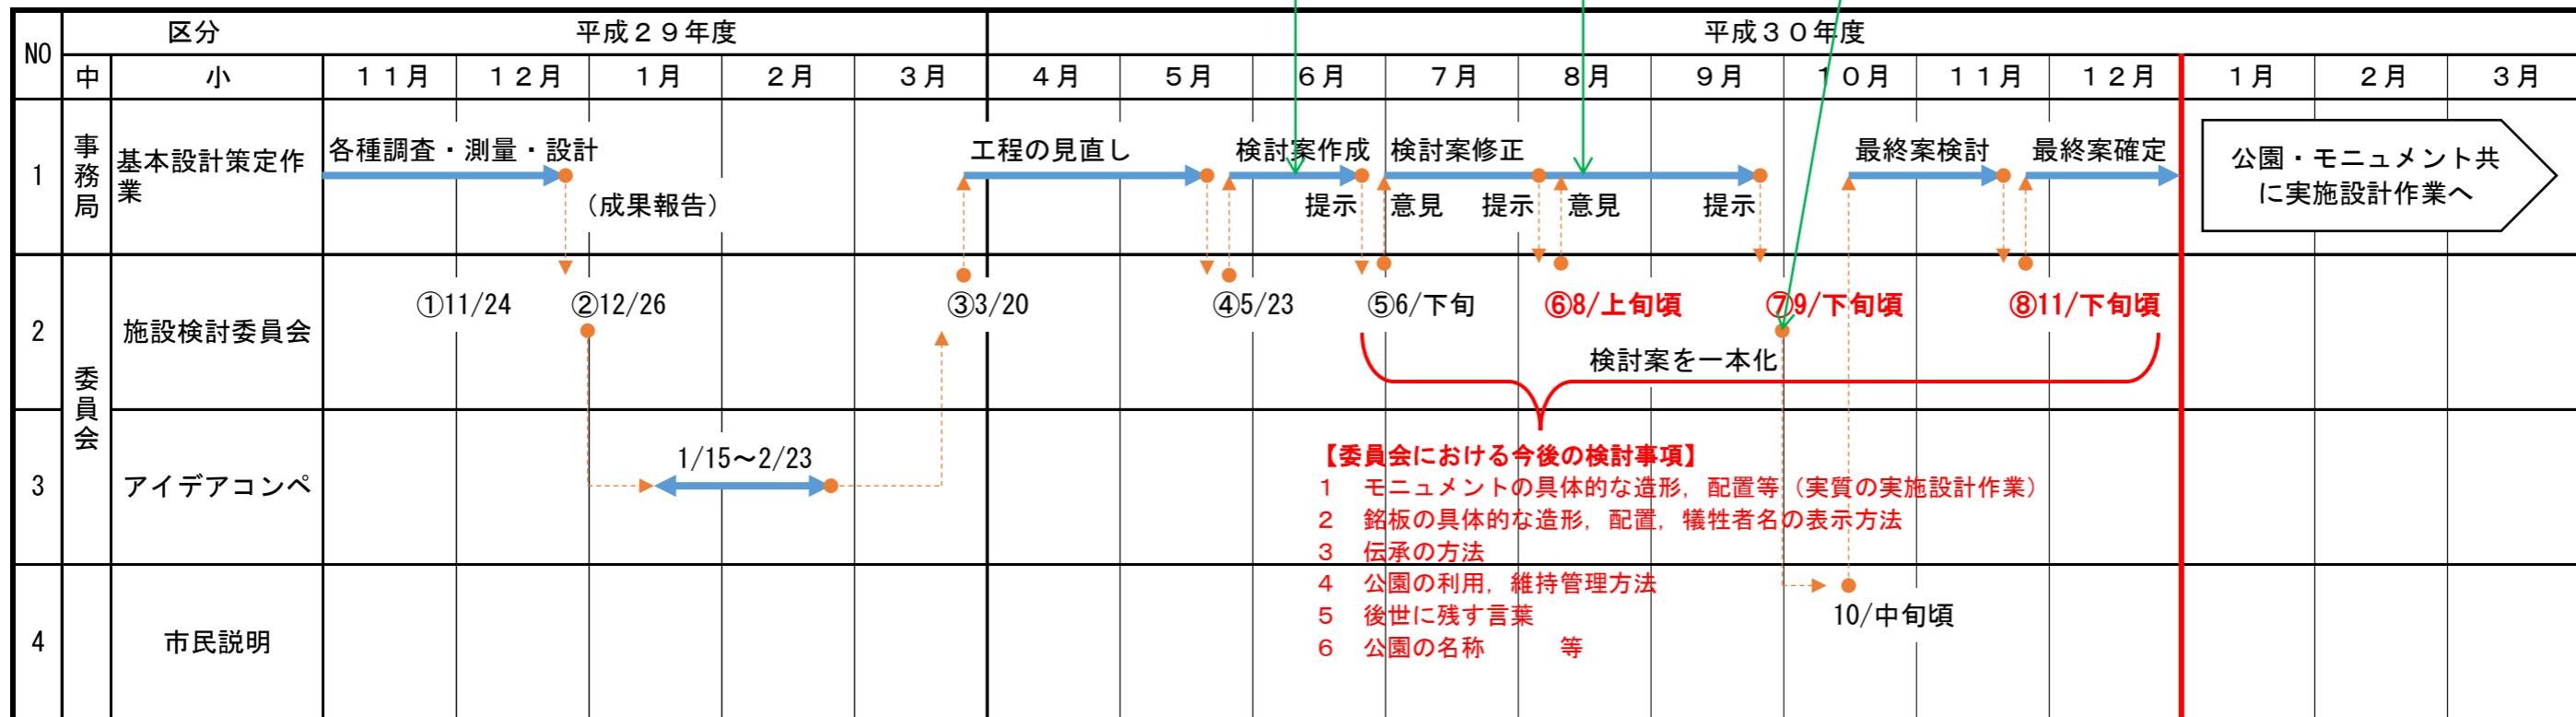 NO
区分
平成２９年度
平成３０年度
中
小
１１月
１２月
１月
２月
３月
４月
５月
６月
７月
８月
９月
１０月
１１月
１２月
１月
２月
３月
1
事務局
基本設計策定作
業
各種調査・測量・設計
（成果報告）
工程の見直し
検討案作成
検討案修正
最終案検討
最終案確定
提示
意見
提示
意見
提示
公園・モニュメント共
に実施設計作業へ
2
委員会
施設検討委員会
①11/24
②12/26
③3/20
④5/23
⑤6/下旬
⑥8/上旬頃
⑦9/下旬頃
⑧11/下旬頃
検討案を一本化
3
アイデアコンペ
1/15～2/23
【委員会における今後の検討事項】
１　モニュメントの具体的な造形，配置等（実質の実施設計作業）
２　銘板の具体的な造形，配置，犠牲者名の表示方法
３　伝承の方法
４　公園の利用，維持管理方法
５　後世に残す言葉
６　公園の名称　　　等
4
市民説明
10/中旬頃